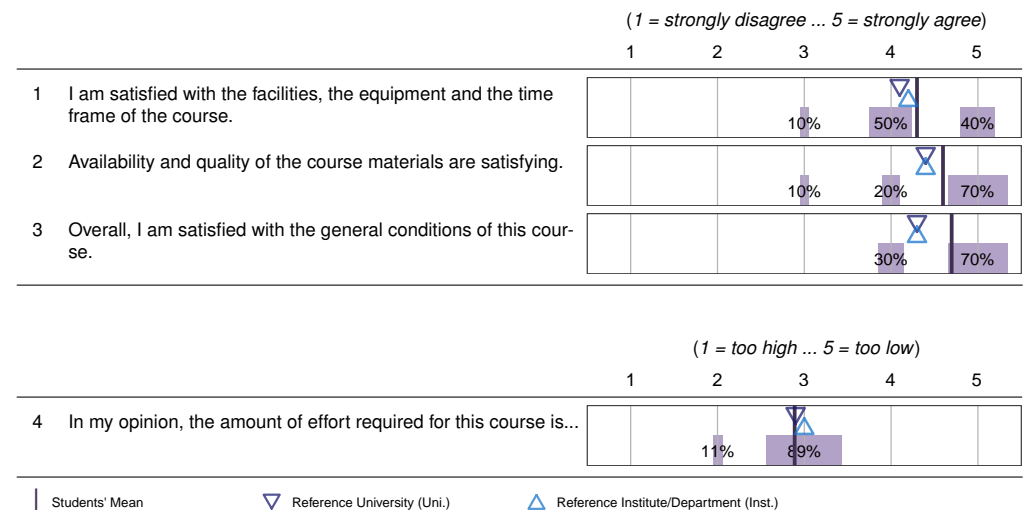 (1 = strongly disagree ... 5 = strongly agree)
1 2 3 4 5
1 I am satisfied with the facilities, the equipment and the time
frame of the course.
10% 50% 40%
2 Availability and quality of the course materials are satisfying.
10% 20% 70%
3 Overall, I am satisfied with the general conditions of this cour-
se.
30% 70%
(1 = too high ... 5 = too low)
1 2 3 4 5
4 In my opinion, the amount of effort required for this course is...
11% 89%
Students' Mean Reference University (Uni.) Reference Institute/Department (Inst.)